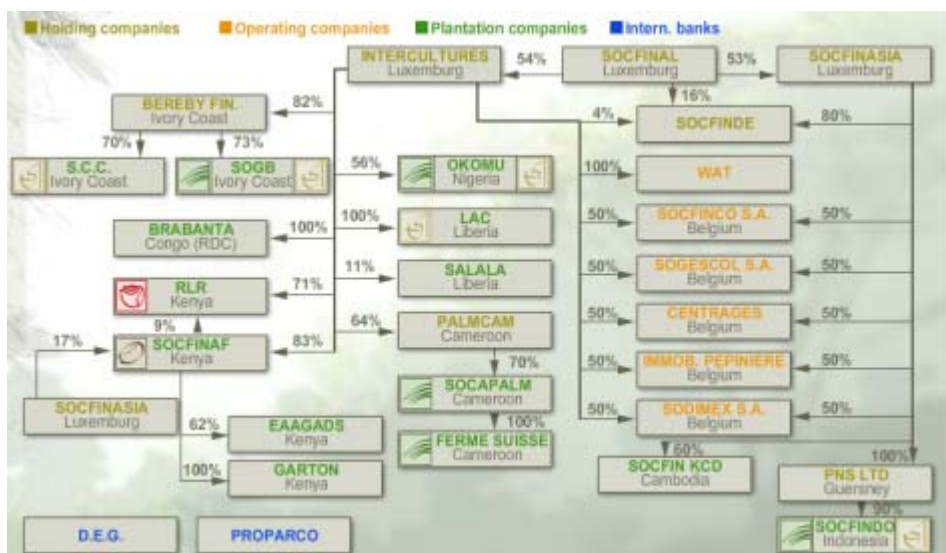 Holding companies
Operating companies
Plantation companies
Intern. banks
INTERCULTURES
Luxemburg
54%
SOCFINAL
Luxemburg
53%
SOCFINASIA
Luxemburg
BEREBY FIN.
Ivory Coast
82%
16%
4%
SOCFINDE
80%
70%
73%
S.C.C.
Ivory Coast
SOGB
Ivory Coast
56%
OKOMU
Nigeria
100%
WAT
BRABANTA
Congo (RDC)
100%
100%
LAC
Liberia
50%
SOCFINCO S.A.
Belgium
50%
RLR
Kenya
71%
11%
SALALA
Liberia
50%
SOGESCOL S.A.
Belgium
50%
9%
17%
SOCFINAF
Kenya
83%
64%
PALMCAM
Cameroon
50%
CENTRAGES
Belgium
50%
70%
50%
IMMOB. PEPINIERE
Belgium
50%
SOCFINASIA
Luxemburg
SOCAPALM
Cameroon
50%
SODIMEX S.A.
Belgium
50%
62%
EAAGADS
Kenya
100%
FERME SUISSE
Cameroon
60%
SOCFIN KCD
Cambodia
100%
PNS LTD
Guersney
100%
GARTON
Kenya
90%
SOCFINDO
Indonesia
D.E.G.
PROPARCO